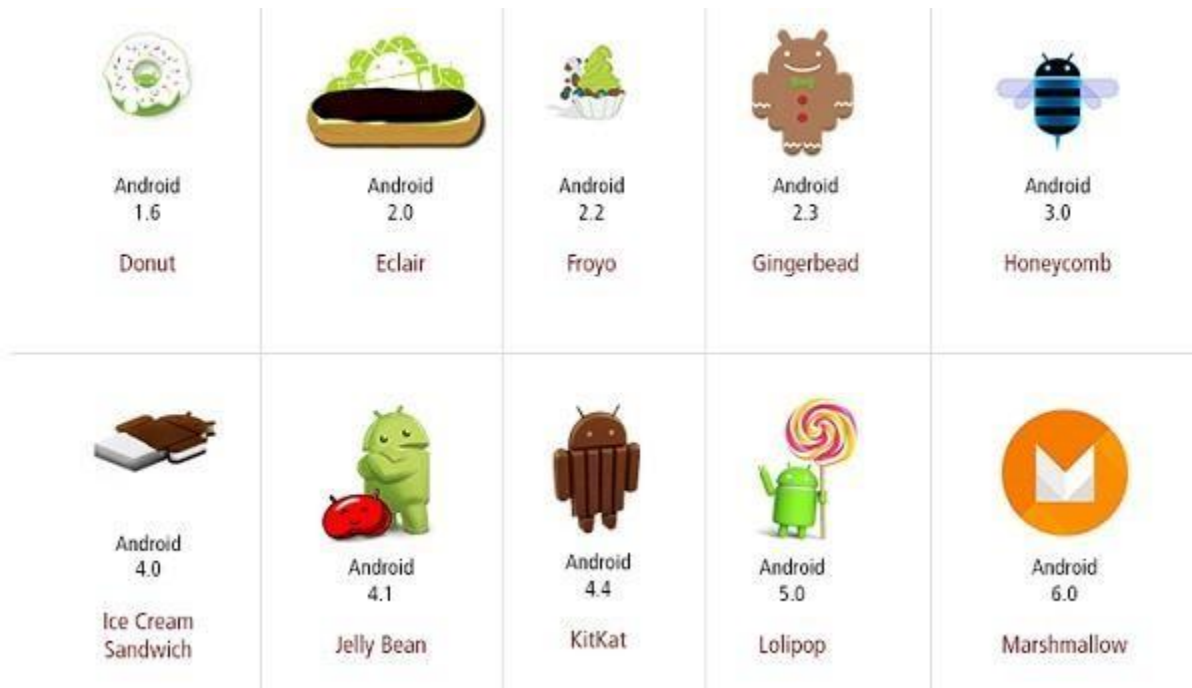 Android
1.6
Donut
Android
2.0
Eclair
Android
2.2
Froyo
Android
2.3
Gingerbead
Android
3.0
Honeycomb
Android
4.0
Ice Cream
Sandwich
Android
4.1
Jelly Bean
Android
4.4
KitKat
Android
5.0
Lolipop
Android
6.0
Marshmallow